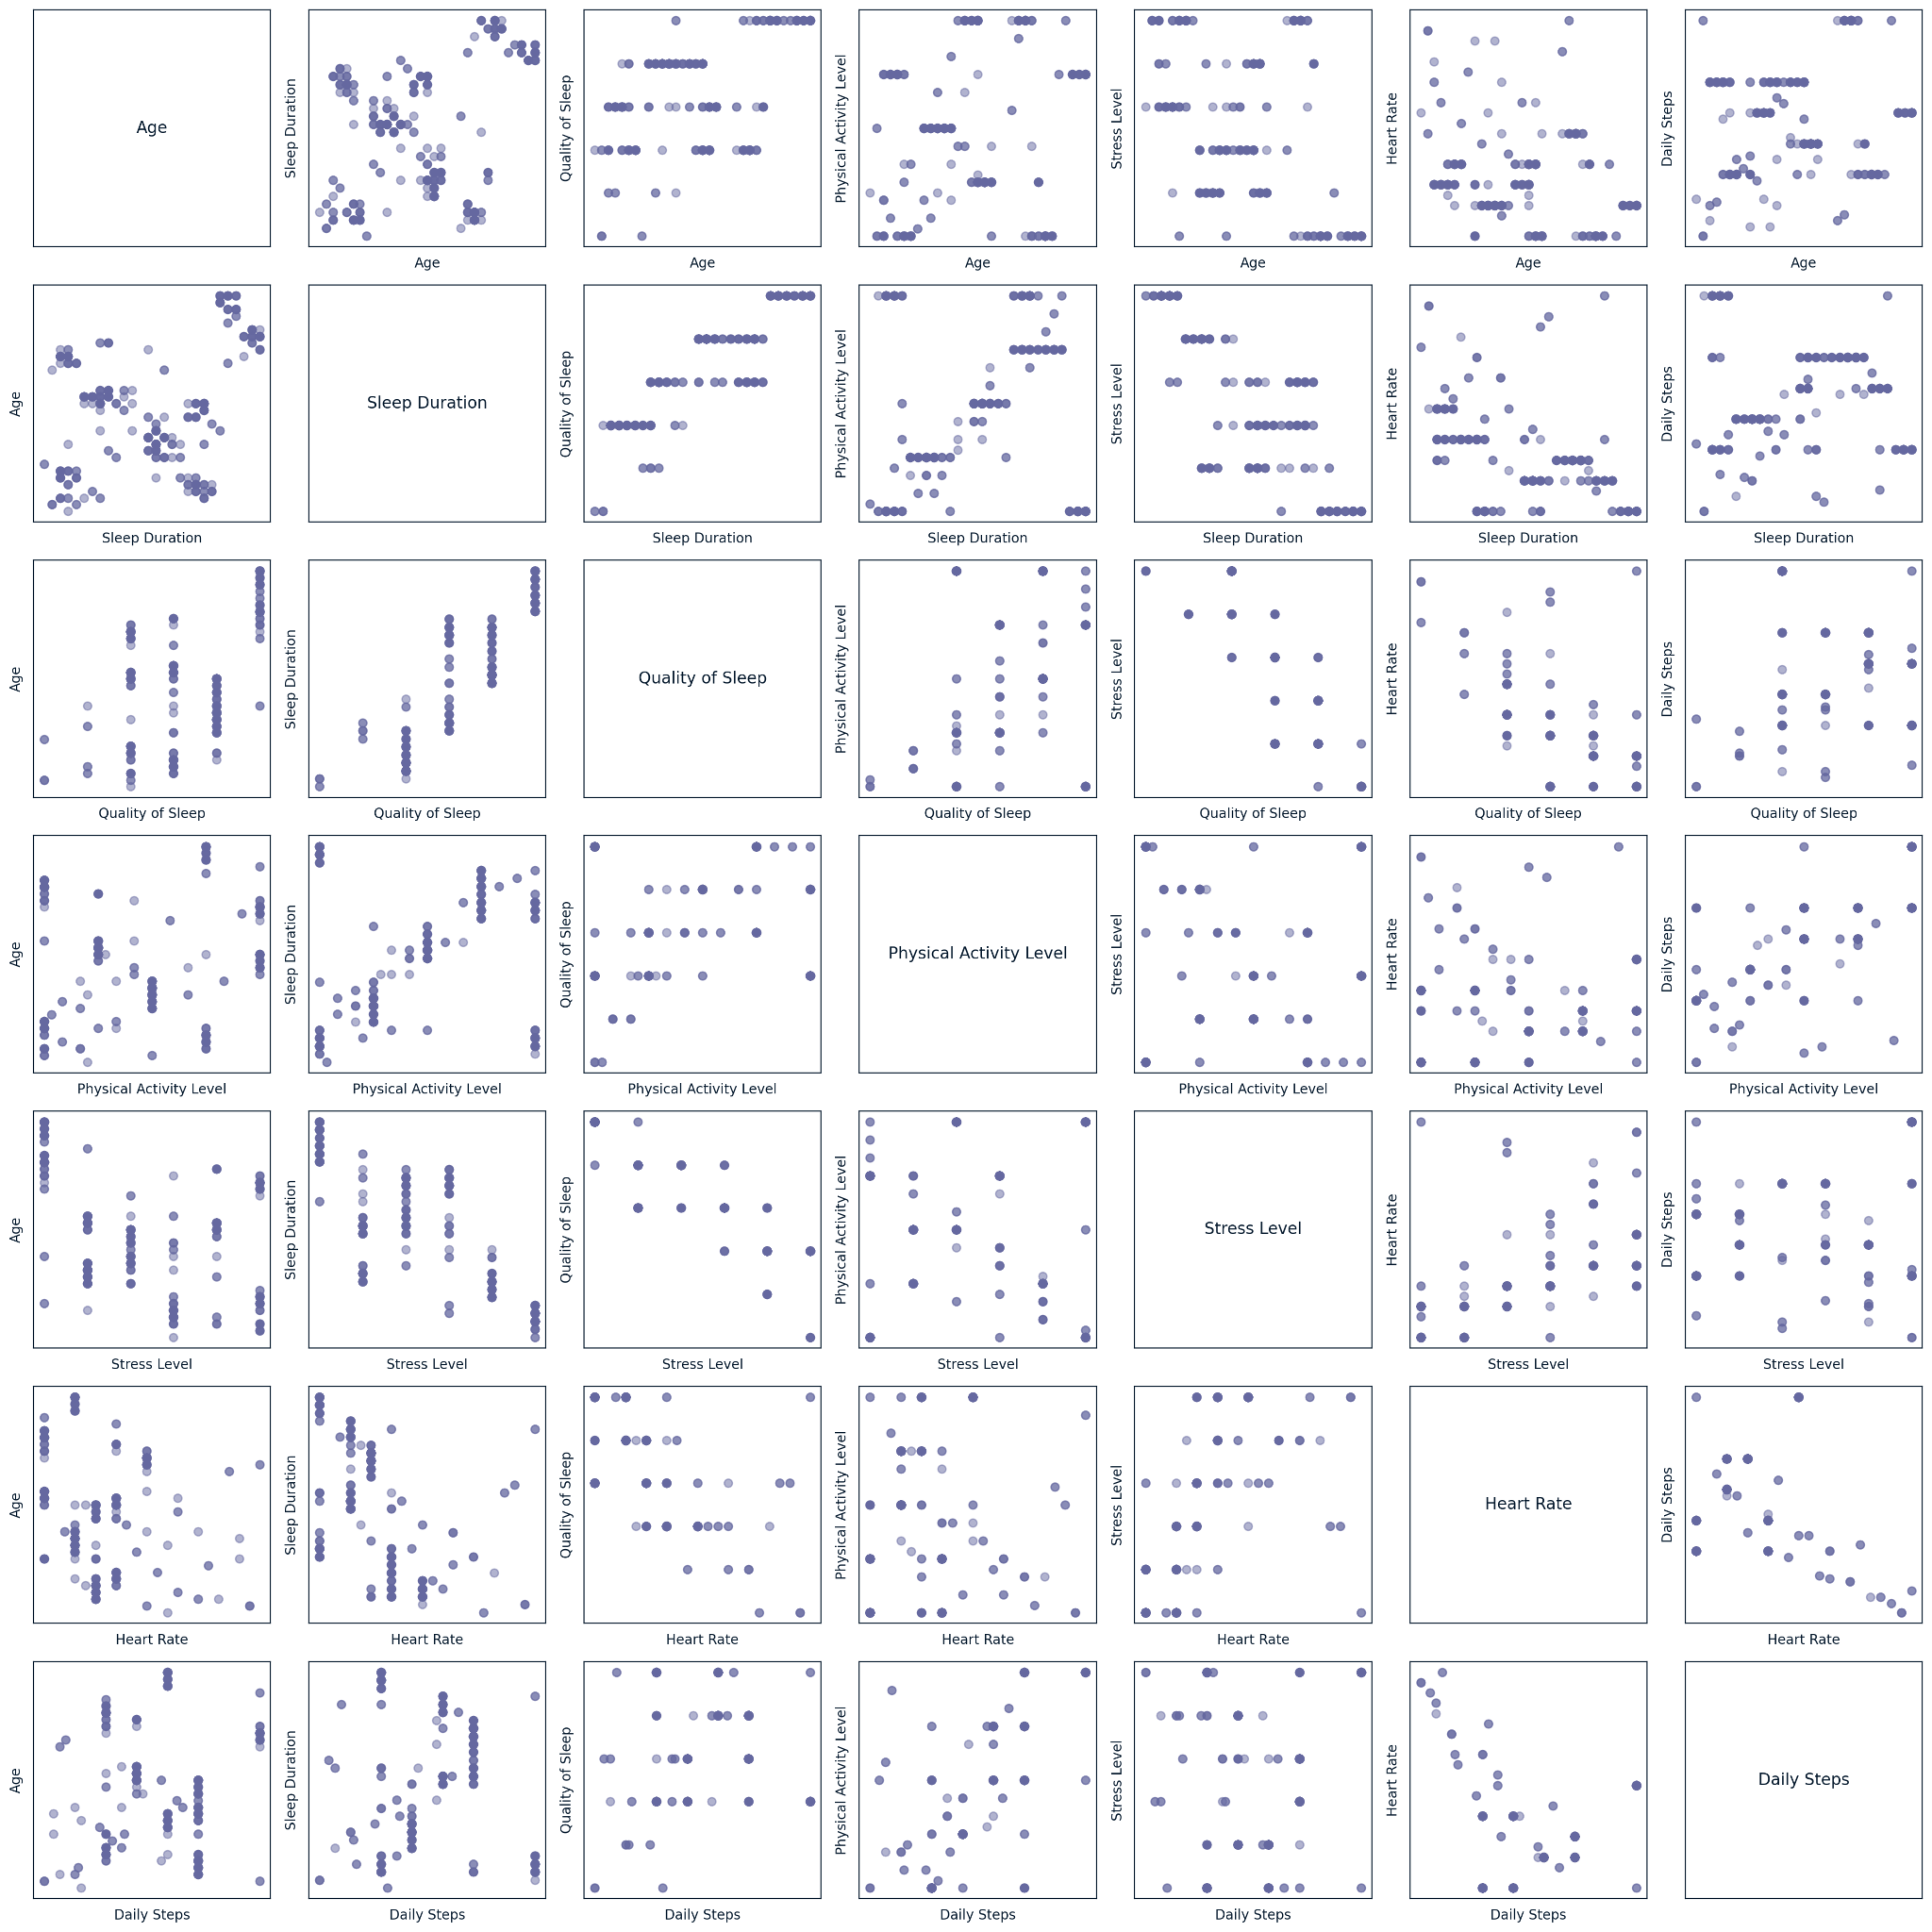 Age
Sleep Duration
Age
Quality of Sleep
Age
Physical Activity Level
Age
Stress Level
Age
Heart Rate
Age
Daily Steps
Age
Age
Sleep Duration
Sleep Duration
Quality of Sleep
Sleep Duration
Physical Activity Level
Sleep Duration
Stress Level
Sleep Duration
Heart Rate
Sleep Duration
Daily Steps
Sleep Duration
Age
Quality of Sleep
Sleep Duration
Quality of Sleep
Quality of Sleep
Physical Activity Level
Quality of Sleep
Stress Level
Quality of Sleep
Heart Rate
Quality of Sleep
Daily Steps
Quality of Sleep
Age
Physical Activity Level
Sleep Duration
Physical Activity Level
Quality of Sleep
Physical Activity Level
Physical Activity Level
Stress Level
Physical Activity Level
Heart Rate
Physical Activity Level
Daily Steps
Physical Activity Level
Age
Stress Level
Sleep Duration
Stress Level
Quality of Sleep
Stress Level
Physical Activity Level
Stress Level
Stress Level
Heart Rate
Stress Level
Daily Steps
Stress Level
Age
Heart Rate
Sleep Duration
Heart Rate
Quality of Sleep
Heart Rate
Physical Activity Level
Heart Rate
Stress Level
Heart Rate
Heart Rate
Daily Steps
Heart Rate
Age
Daily Steps
Sleep Duration
Daily Steps
Quality of Sleep
Daily Steps
Physical Activity Level
Daily Steps
Stress Level
Daily Steps
Heart Rate
Daily Steps
Daily Steps